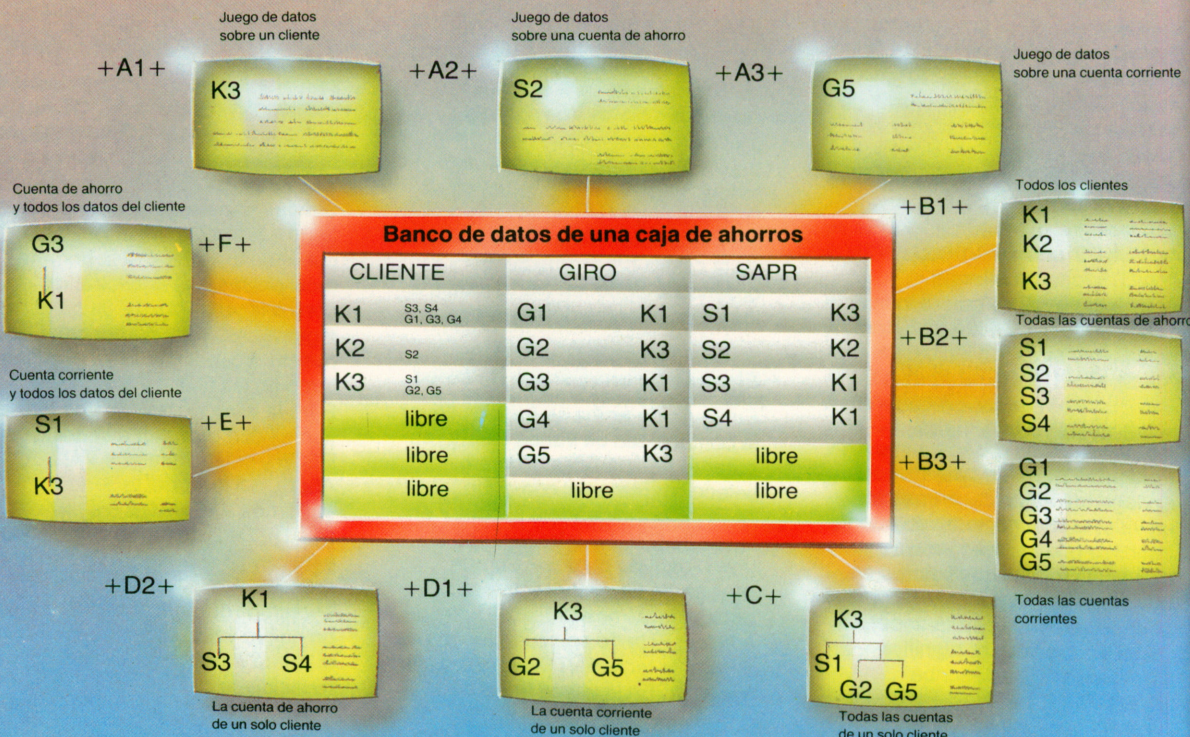 Juego de datos
sobre un cliente
Juego de datos
sobre una cuenta de ahorro
Juego de datos
sobre una cuenta corriente
+A1+
K3
+A2+
S2
+A3+
G5
Cuenta de ahorro
y todos los datos del cliente
G3
K1
+F+
Cuenta corriente
y todos los datos del cliente
S1
K3
+E+
Banco de datos de una caja de ahorros
CLIENTE GIRO SAPR
K1 S3, S4 G1 K1 S1 K3
G1, G3, G4
K2 S2 G2 K3 S2 K2
K3 S1 G3 K1 S3 K1
G2, G5
libre G4 K1 S4 K1
libre G5 K3 libre
libre libre libre
+B1+
Todos los clientes
K1
K2
K3
+B2+
Todas las cuentas de ahorro
S1
S2
S3
S4
+B3+
G1
G2
G3
G4
G5
Todas las cuentas
corrientes
+D2+
K1
S3 S4
La cuenta de ahorro
de un solo cliente
+D1+
K3
G2 G5
La cuenta corriente
de un solo cliente
+C+
K3
S1
G2 G5
Todas las cuentas
de un solo cliente